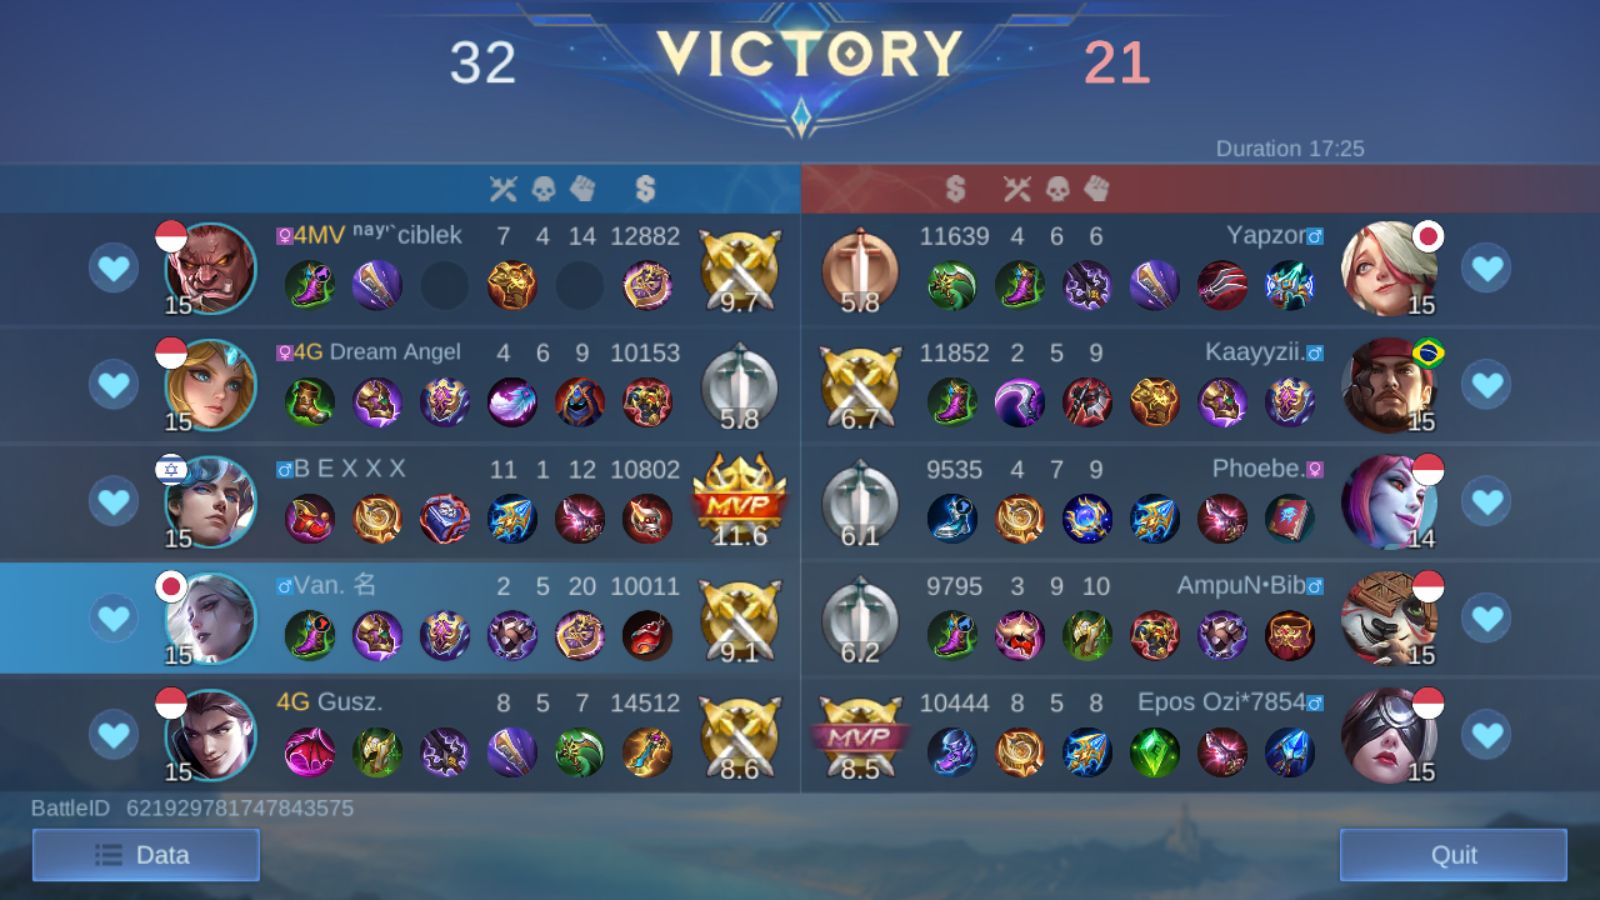 32 VICTORY 21
Duration 17:25
4MV ⁿᵃʸ'`ciblek 7 4 14 12882
15 9.7
11639 4 6 6 Yapzor
5.8 15
4G Dream Angel 4 6 9 10153
15 5.8
11852 2 5 9 Kaayyzii.
6.7 15
B E X X X 11 1 12 10802
MVP
15 11.6
9535 4 7 9 Phoebe.
6.1 14
Van. 名 2 5 20 10011
15 9.1
9795 3 9 10 AmpuN•Bib
6.2 15
4G Gusz. 8 5 7 14512
15 8.6
10444 8 5 8 Epos Ozi*7854
MVP
8.5 15
BattleID 621929781747843575
Data
Quit